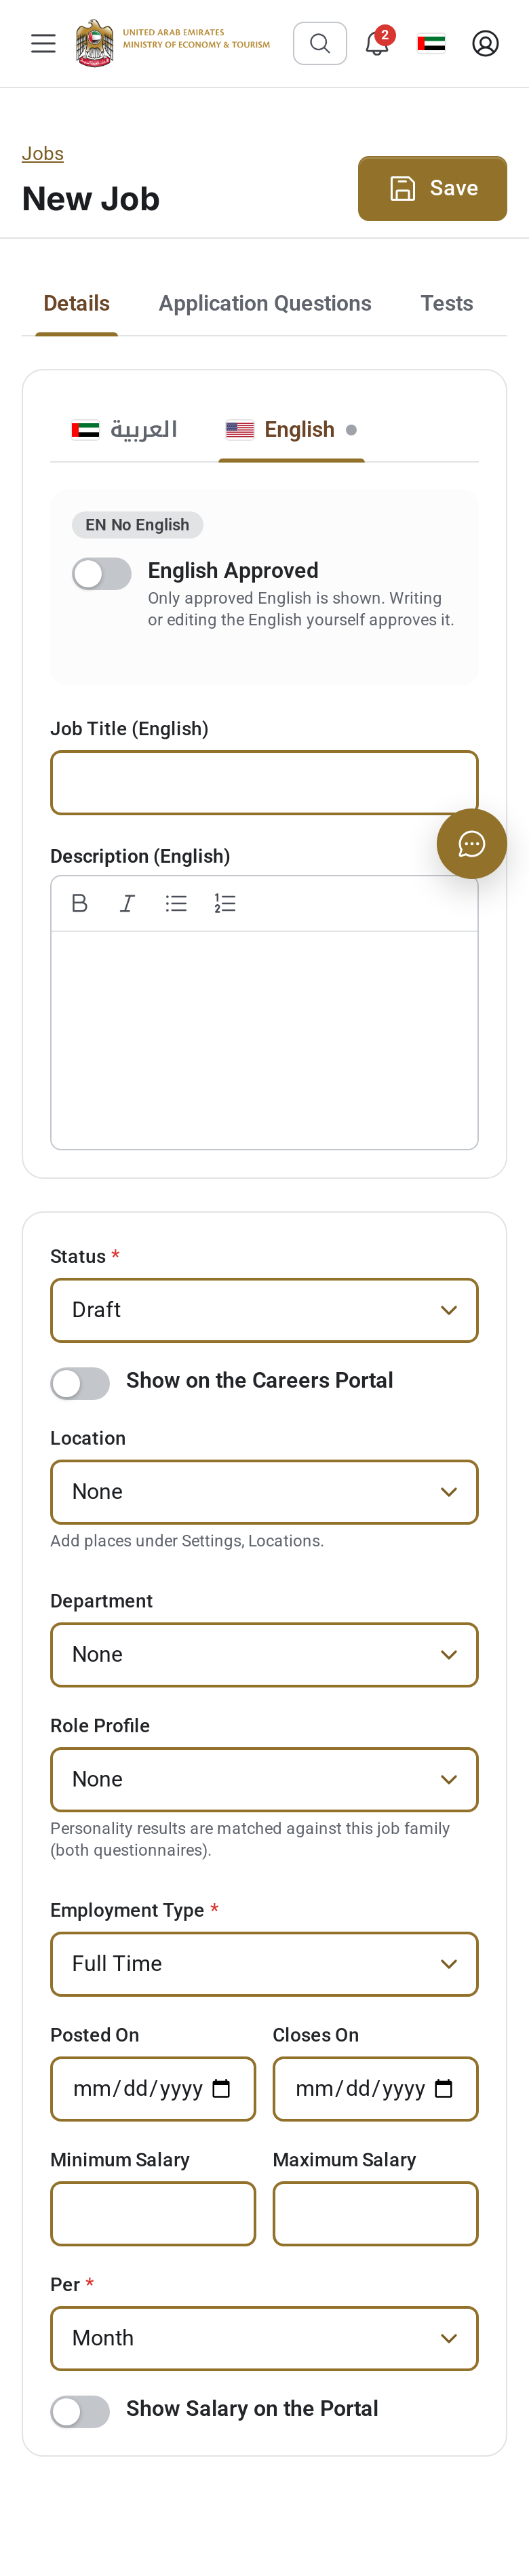 UNITED ARAB EMIRATES
MINISTRY OF ECONOMY & TOURISM
2
Jobs
New Job
Save
Details
Application Questions
Tests
العربية
English
EN No English
English Approved
Only approved English is shown. Writing
or editing the English yourself approves it.
Job Title (English)
Description (English)
Status *
Draft
Show on the Careers Portal
Location
None
Add places under Settings, Locations.
Department
None
Role Profile
None
Personality results are matched against this job family
(both questionnaires).
Employment Type *
Full Time
Posted On
Closes On
mm/dd/yyyy
mm/dd/yyyy
Minimum Salary
Maximum Salary
Per *
Month
Show Salary on the Portal